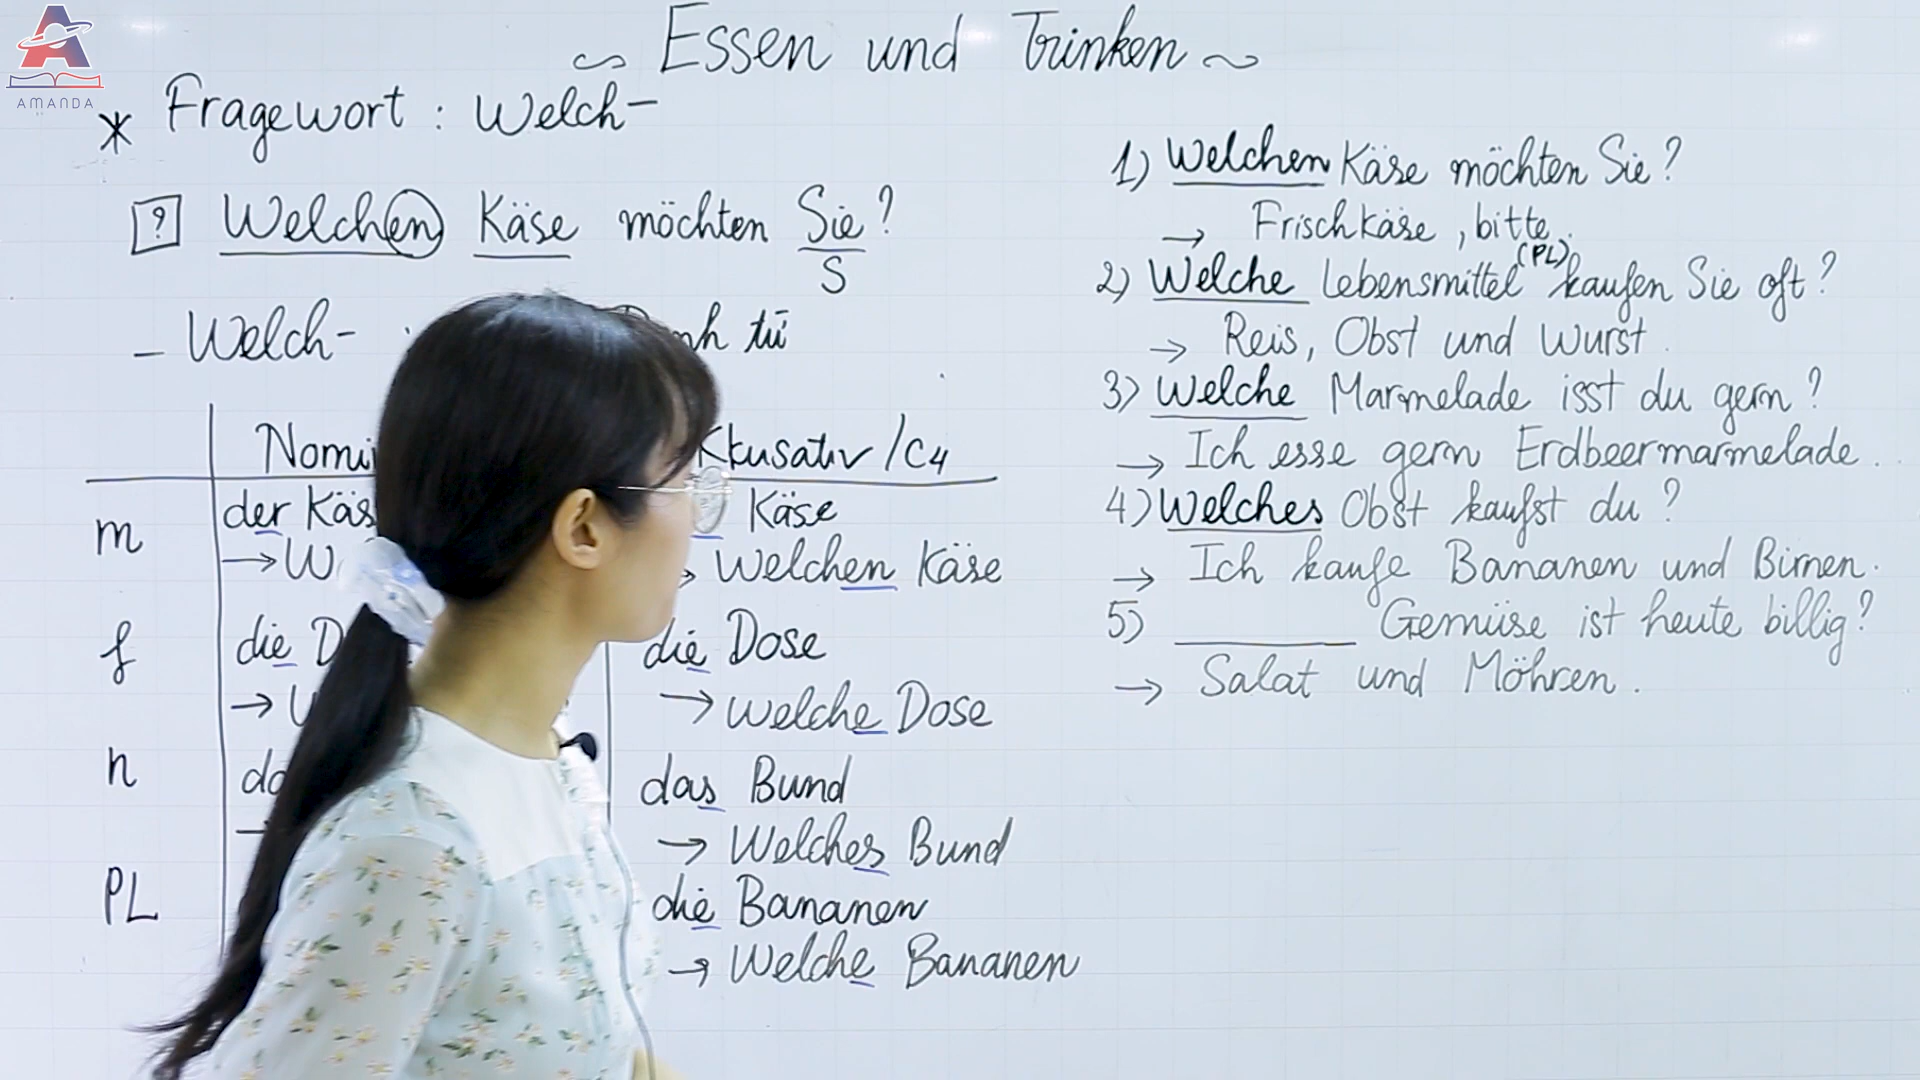 AMANDA
Essen und Trinken
* Fragewort : Welch-
? Welchen Käse möchten Sie?
S
- Welch-
tù
/C4
m
der
Käse
→ Welchen Käse
f
die
die Dose
→
→ Welche Dose
n
das Bund
→ Welches Bund
PL
die Bananen
→ Welche Bananen
1) Welchen Käse möchten Sie?
→ Frischkäse, bitte.
2) Welche Lebensmittel (PL) kaufen Sie oft?
→ Reis, Obst und Wurst.
3) Welche Marmelade isst du gern?
→ Ich esse gern Erdbeermarmelade.
4) Welches Obst kaufst du?
→ Ich kaufe Bananen und Birnen.
5) ______ Gemüse ist heute billig?
→ Salat und Möhren.